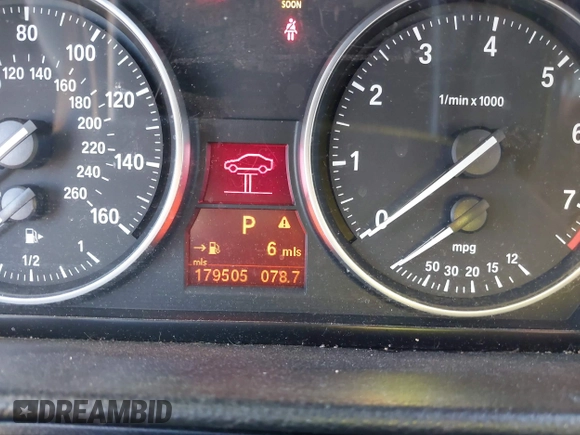 SOON
80 100 120 140 160
120 140 160 180 200 220 240 260
1/2 1
P
6 mls
mls
179505 078.7
0 1 2 3 4 5 6 7
1/min x 1000
mpg
50 30 20 15 12
DREAMBID